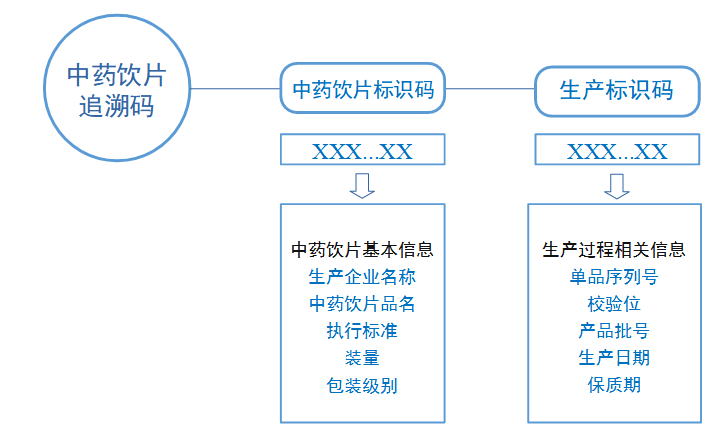 中药饮片
追溯码
中药饮片标识码
生产标识码
XXX...XX
XXX...XX
中药饮片基本信息
生产企业名称
中药饮片品名
执行标准
装量
包装级别
生产过程相关信息
单品序列号
校验位
产品批号
生产日期
保质期